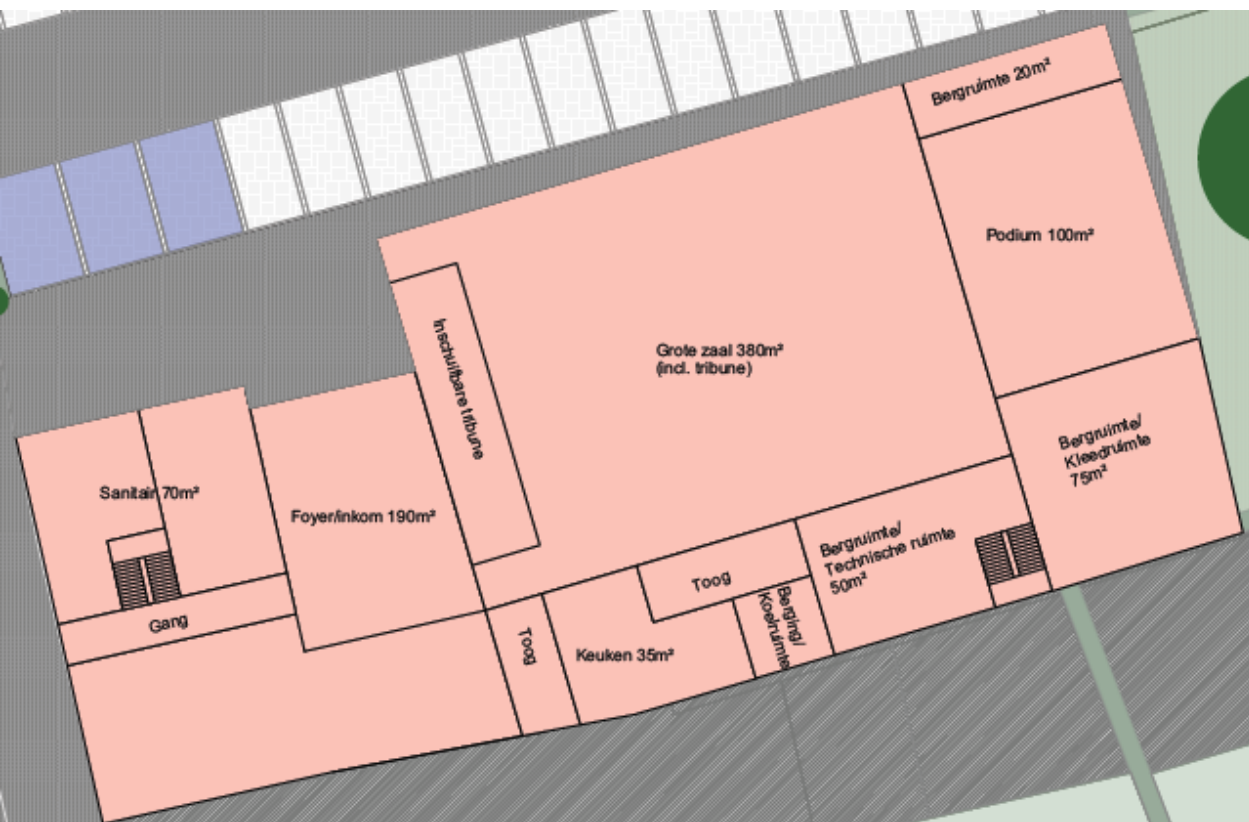 Bergruimte 20m²
Podium 100m²
Grote zaal 380m²
(incl. tribune)
Inschuifbare tribune
Bergruimte/
Kleedruimte
75m²
Sanitair 70m²
Foyer/inkom 190m²
Bergruimte/
Technische ruimte
50m²
Toog
Berging/
Koelruimte
Gang
Toog
Keuken 35m²